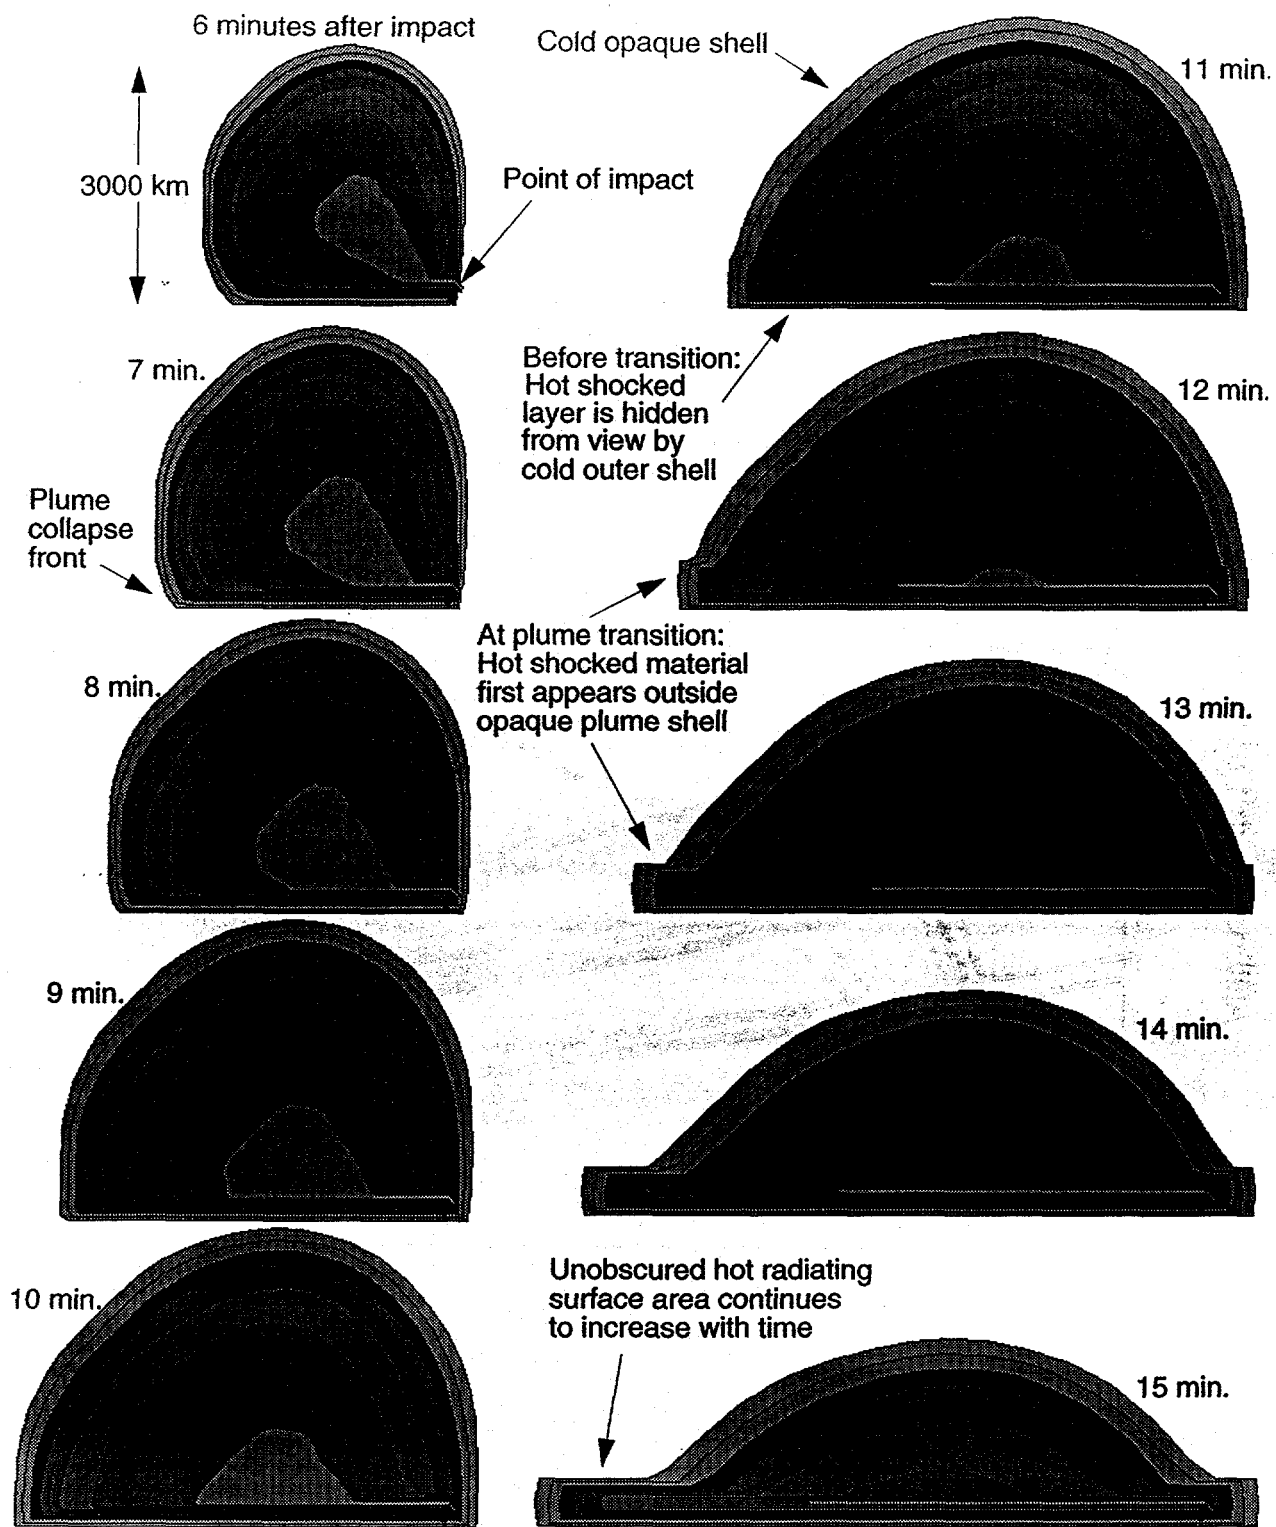 6 minutes after impact
3000 km
Point of impact
7 min.
Plume
collapse
front
8 min.
9 min.
10 min.
Cold opaque shell
11 min.
Before transition:
Hot shocked
layer is hidden
from view by
cold outer shell
12 min.
At plume transition:
Hot shocked material
first appears outside
opaque plume shell
13 min.
14 min.
Unobscured hot radiating
surface area continues
to increase with time
15 min.